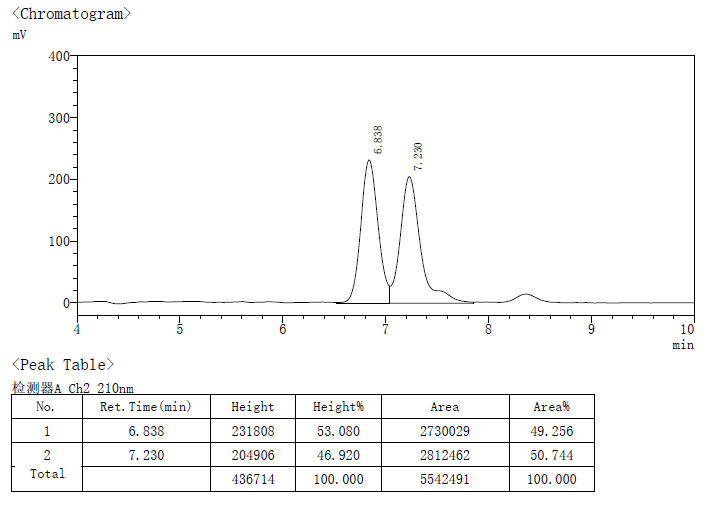 <Chromatogram>
mV
400
300
200
100
0
6.838
7.230
4 5 6 7 8 9 10
min
<Peak Table>
检测器A Ch2 210nm
No. Ret.Time(min) Height Height% Area Area%
1 6.838 231808 53.080 2730029 49.256
2 7.230 204906 46.920 2812462 50.744
Total 436714 100.000 5542491 100.000